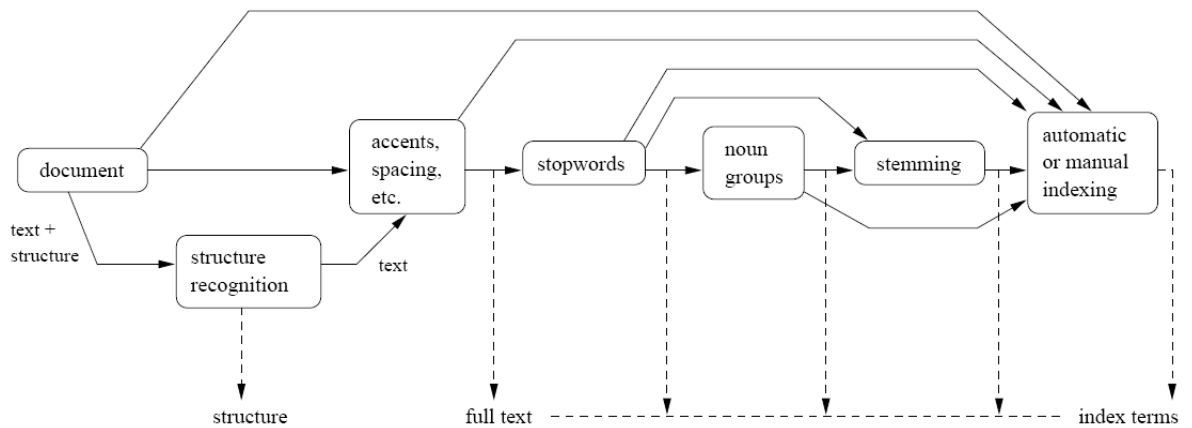 document
text +
structure
structure
recognition
text
accents,
spacing,
etc.
stopwords
noun
groups
stemming
automatic
or manual
indexing
structure
full text
index terms